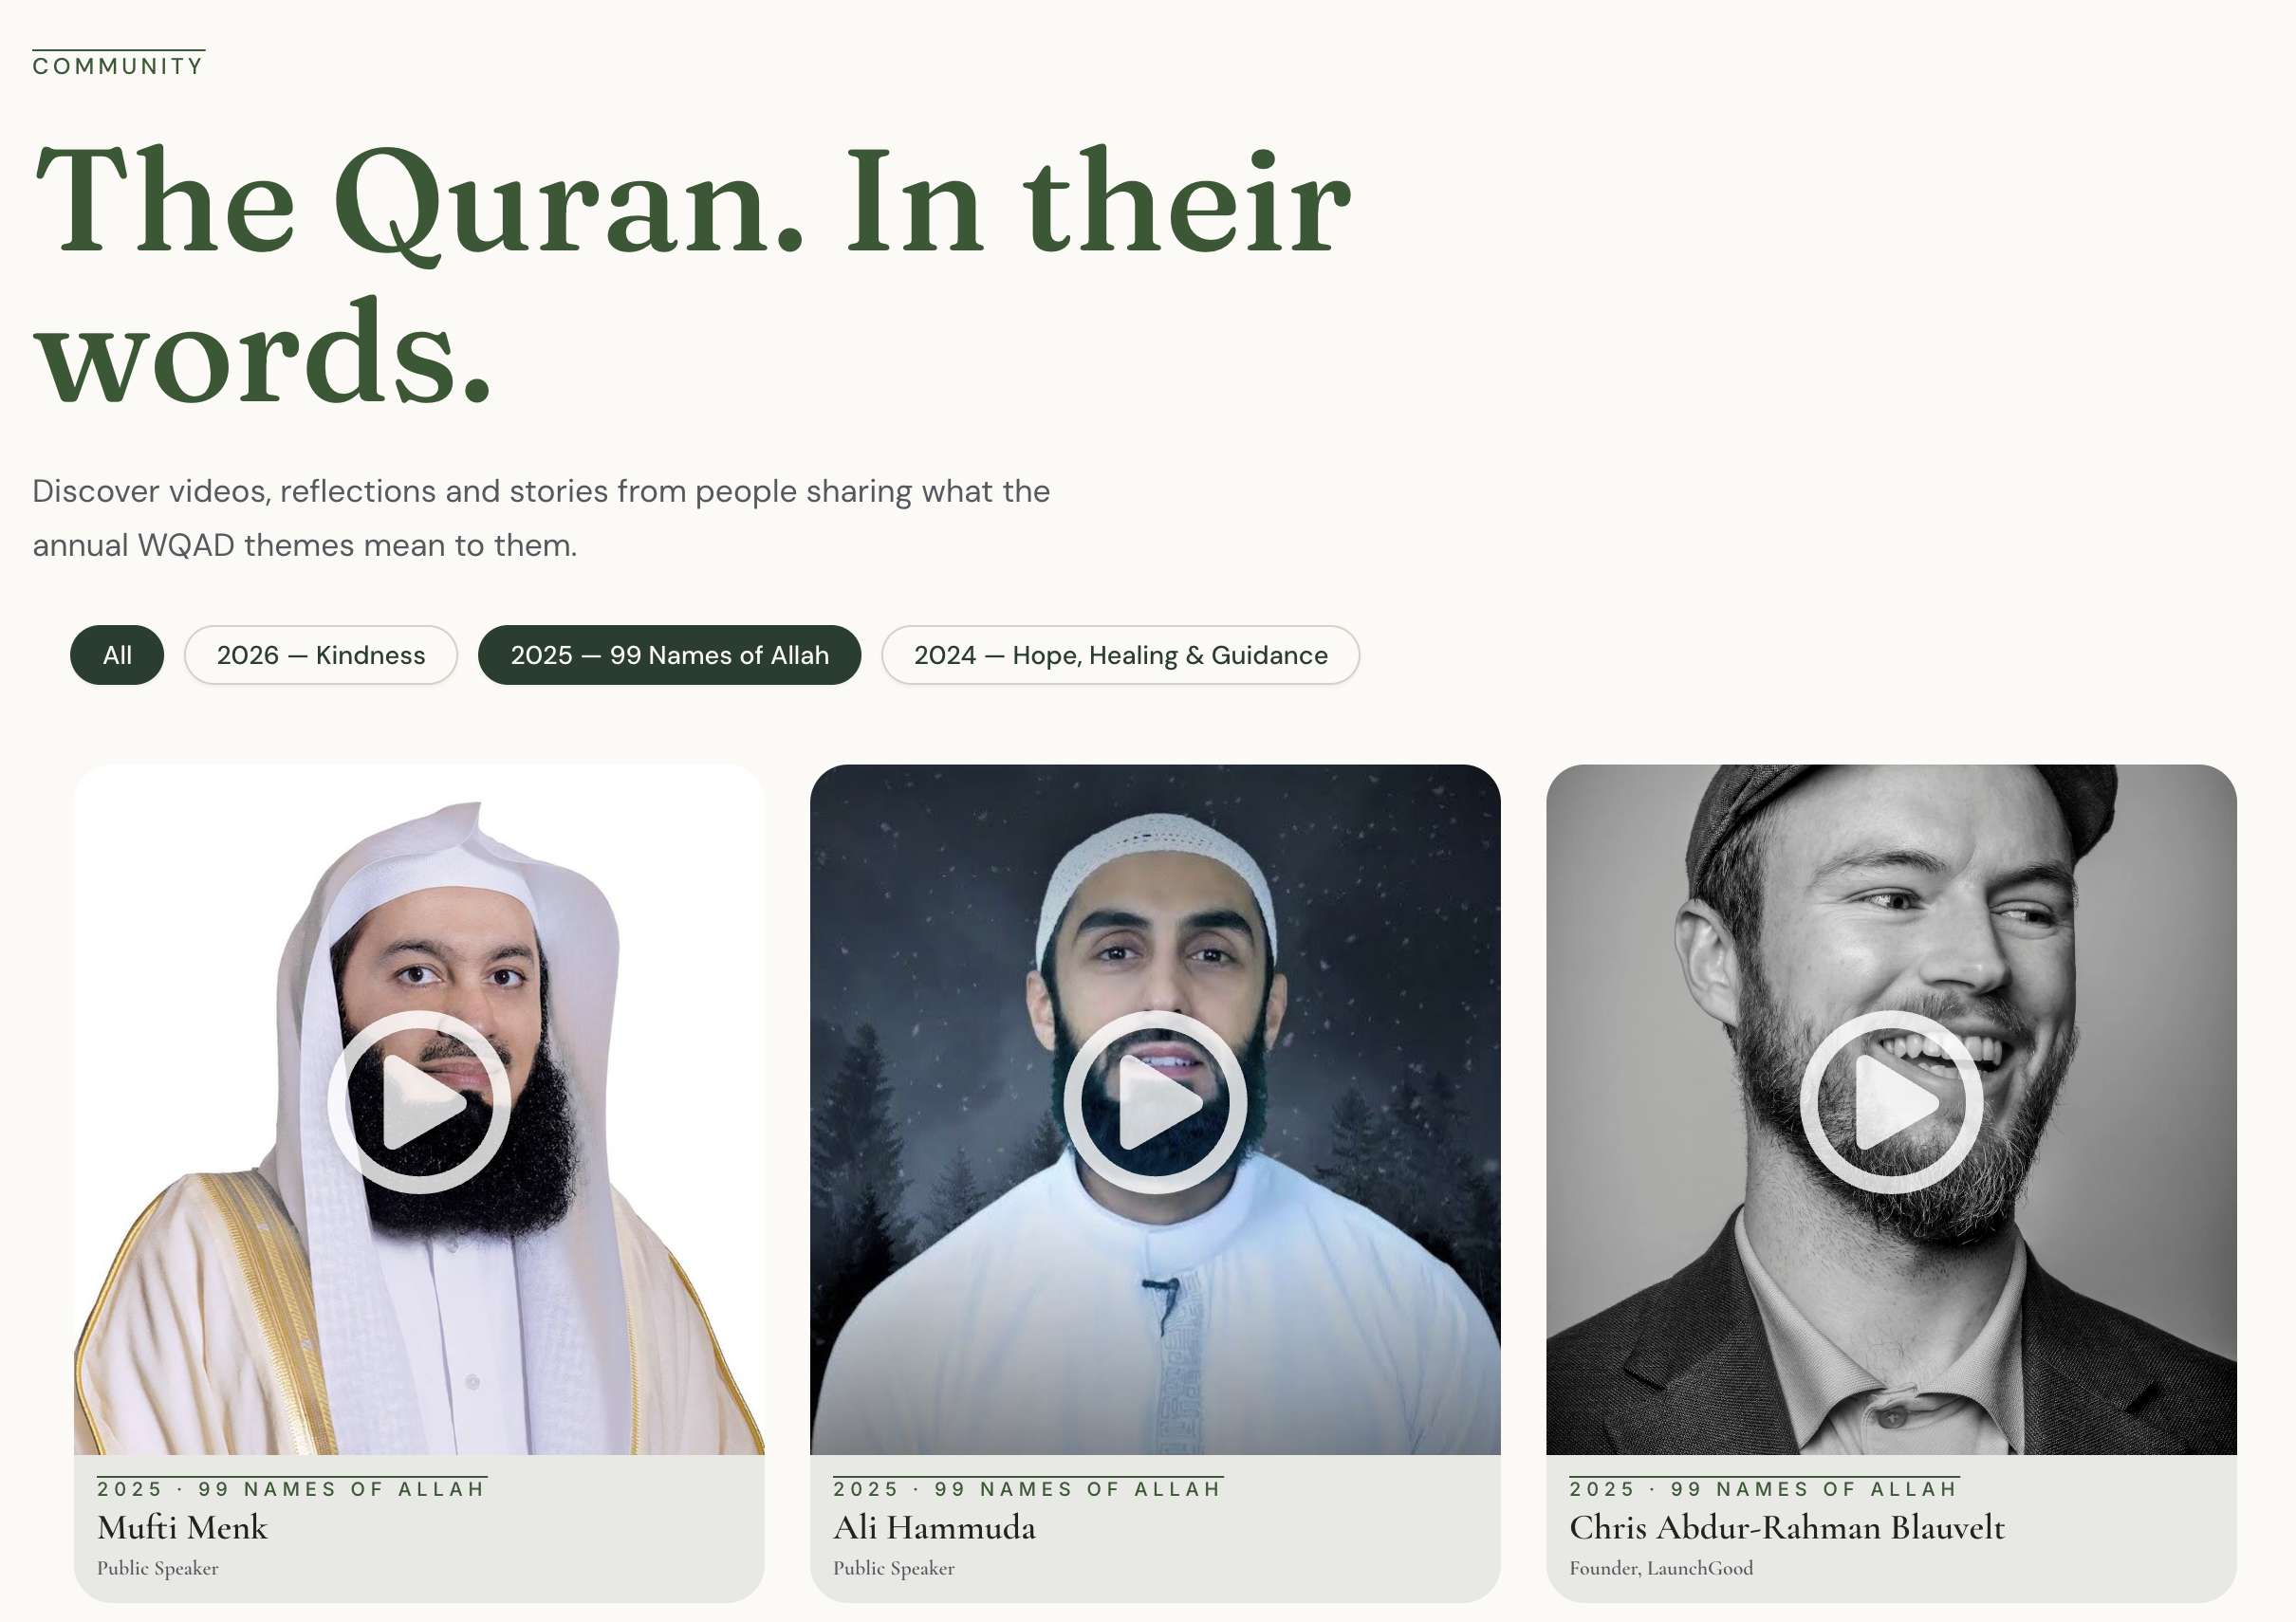 COMMUNITY
The Quran. In their
words.
Discover videos, reflections and stories from people sharing what the
annual WQAD themes mean to them.
All
2026 — Kindness
2025 — 99 Names of Allah
2024 — Hope, Healing & Guidance
2025 · 99 NAMES OF ALLAH
Mufti Menk
Public Speaker
2025 · 99 NAMES OF ALLAH
Ali Hammuda
Public Speaker
2025 · 99 NAMES OF ALLAH
Chris Abdur-Rahman Blauvelt
Founder, LaunchGood